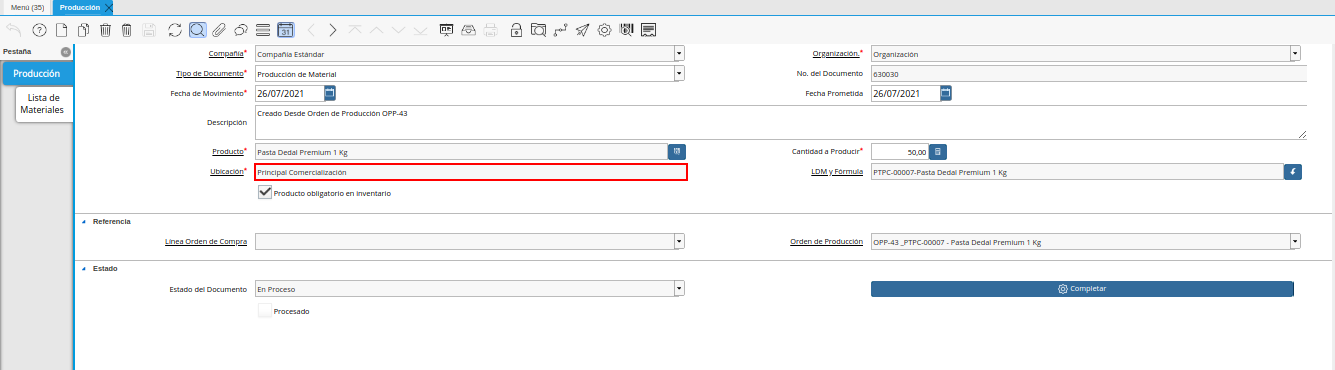 Menú (35) Producción
31
Pestaña
Producción
Lista de
Materiales
Compañía* Compañía Estándar Organización.* Organización
Tipo de Documento* Producción de Material No. del Documento 630030
Fecha de Movimiento* 26/07/2021 Fecha Prometida 26/07/2021
Descripción Creado Desde Orden de Producción OPP-43
Producto* Pasta Dedal Premium 1 Kg Cantidad a Producir* 50,00
Ubicación* Principal Comercialización LDM y Fórmula PTPC-00007-Pasta Dedal Premium 1 Kg
Producto obligatorio en inventario
Referencia
Línea Orden de Compra Orden de Producción OPP-43 _PTPC-00007 - Pasta Dedal Premium 1 Kg
Estado
Estado del Documento En Proceso Completar
Procesado